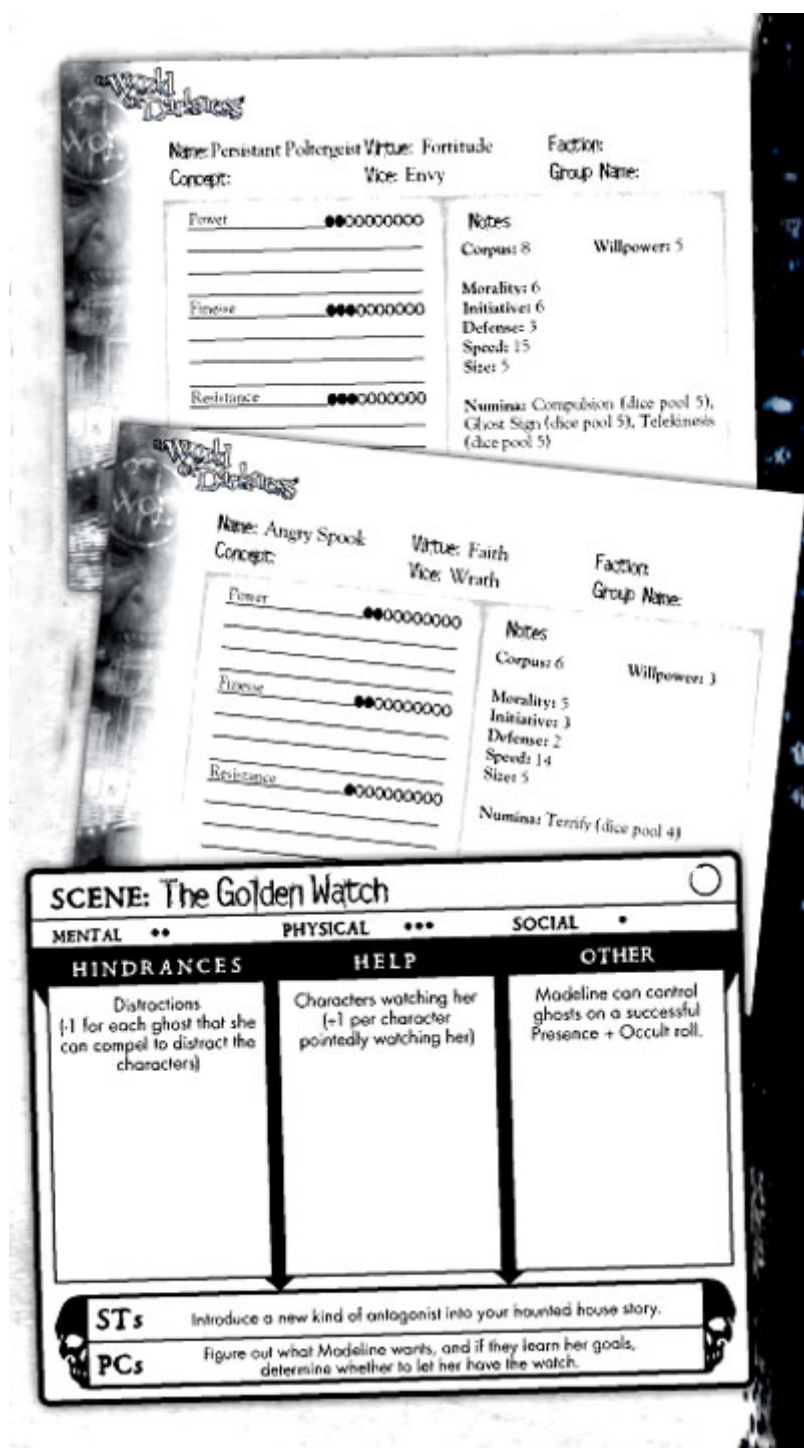 World of Darkness
Name: Persistant Poltergeist Virtue: Fortitude Faction:
Concept: Vice: Envy Group Name:
Power
Finesse
Resistance
Notes
Corpus: 8 Willpower: 5
Morality: 6
Initiative: 6
Defense: 3
Speed: 15
Size: 5
Numina: Compulsion (dice pool 5),
Ghost Sign (dice pool 5), Telekinesis
(dice pool 5)
World of Darkness
Name: Angry Spook Virtue: Faith Faction:
Concept: Vice: Wrath Group Name:
Power
Finesse
Resistance
Notes
Corpus: 6 Willpower: 3
Morality: 5
Initiative: 3
Defense: 2
Speed: 14
Size: 5
Numina: Terrify (dice pool 4)
SCENE: The Golden Watch
MENTAL •• PHYSICAL ••• SOCIAL •
HINDRANCES
Distractions
(-1 for each ghost that she
can compel to distract the
characters)
HELP
Characters watching her
(+1 per character
pointedly watching her)
OTHER
Madeline can control
ghosts on a successful
Presence + Occult roll.
STs Introduce a new kind of antagonist into your haunted house story.
PCs Figure out what Madeline wants, and if they learn her goals,
determine whether to let her have the watch.